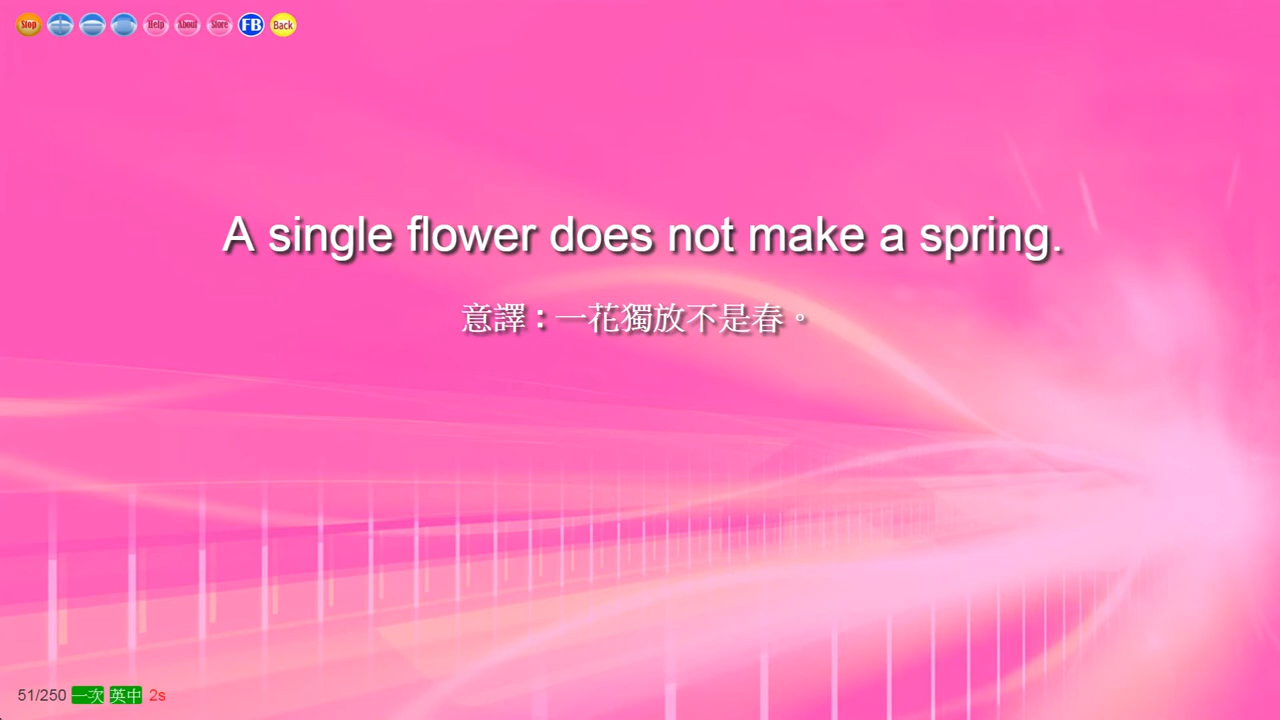 Stop Help About Store FB Back
A single flower does not make a spring.
意譯：一花獨放不是春。
51/250 一次 英中 2s